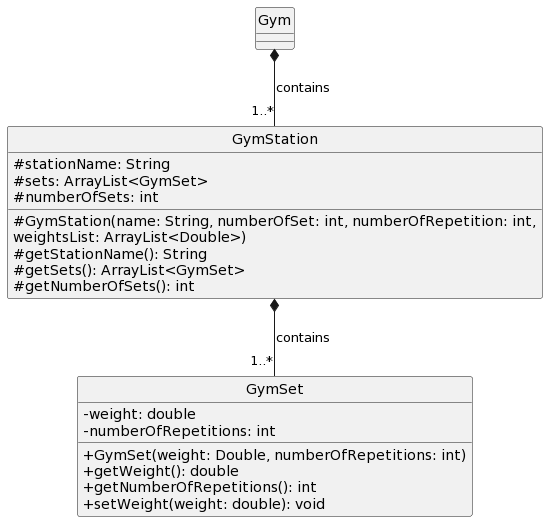 Gym
contains
1..*
GymStation
#stationName: String
#sets: ArrayList<GymSet>
#numberOfSets: int
#GymStation(name: String, numberOfSet: int, numberOfRepetition: int,
weightsList: ArrayList<Double>)
#getStationName(): String
#getSets(): ArrayList<GymSet>
#getNumberOfSets(): int
contains
1..*
GymSet
-weight: double
-numberOfRepetitions: int
+GymSet(weight: Double, numberOfRepetitions: int)
+getWeight(): double
+getNumberOfRepetitions(): int
+setWeight(weight: double): void